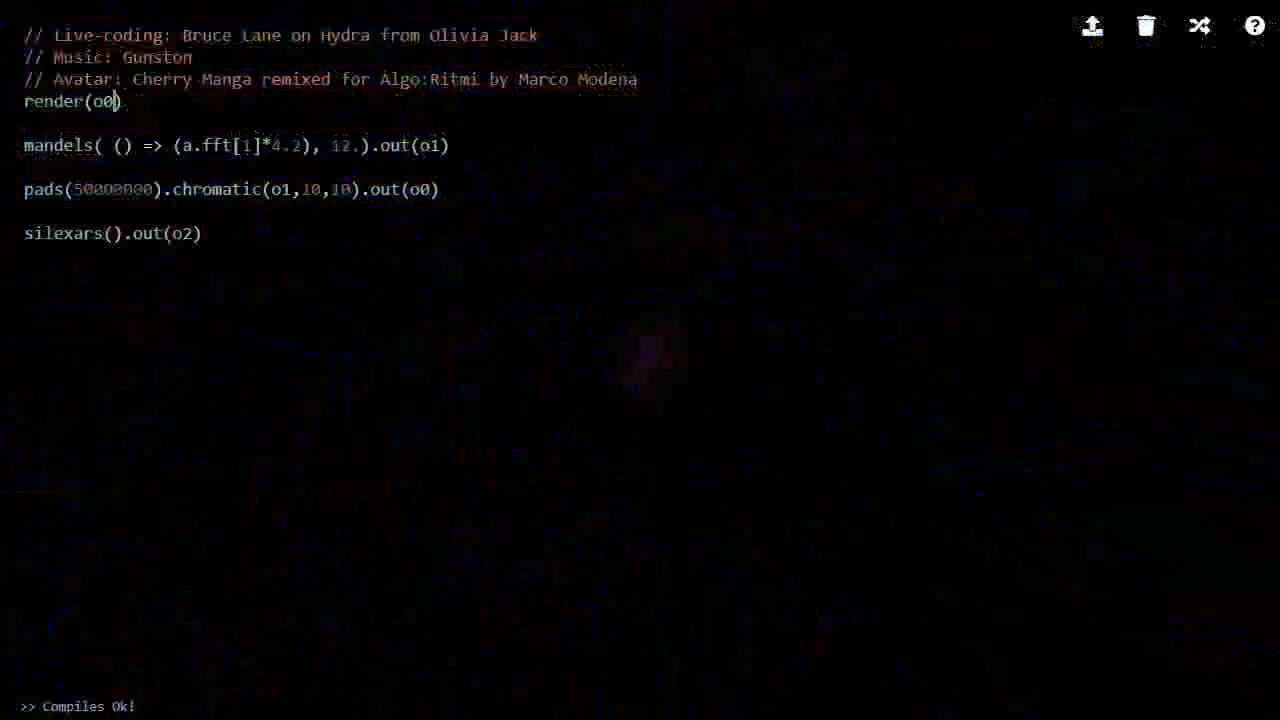 // Live-coding: Bruce Lane on Hydra from Olivia Jack
// Music: Gunston
// Avatar: Cherry Manga remixed for Algo:Ritmi by Marco Modena
render(o0)
mandels( () => (a.fft[1]*4.2), 12.).out(o1)
pads(50000000).chromatic(o1,10,10).out(o0)
silexars().out(o2)
>> Compiles Ok!